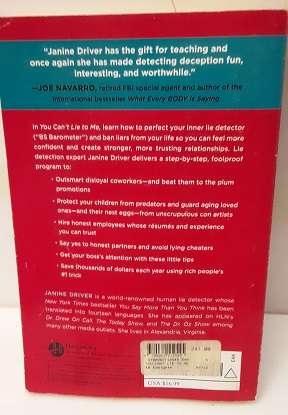 "Janine Driver has the gift for teaching and
once again she has made detecting deception fun,
interesting, and worthwhile."
—JOE NAVARRO, retired FBI special agent and author of the
international bestseller What Every BODY is Saying
In You Can't Lie to Me, learn how to perfect your inner lie detector
("BS Barometer") and ban liars from your life so you can feel more
confident and create stronger, more trusting relationships. Lie
detection expert Janine Driver delivers a step-by-step, foolproof
program to:
• Outsmart disloyal coworkers—and beat them to the plum
promotions
• Protect your children from predators and guard aging loved
ones—and their nest eggs—from unscrupulous con artists
• Hire honest employees whose résumés and experience
you can trust
• Say yes to honest partners and avoid lying cheaters
• Get your boss's attention with these little tips
• Save thousands of dollars each year using rich people's
#1 trick
JANINE DRIVER is a world-renowned human lie detector whose
New York Times bestseller You Say More Than You Think has been
translated into fourteen languages. She has appeared on HLN's
Dr. Drew On Call, The Today Show, and The Dr. Oz Show among
many other media outlets. She lives in Alexandria, Virginia.
USA $16.99